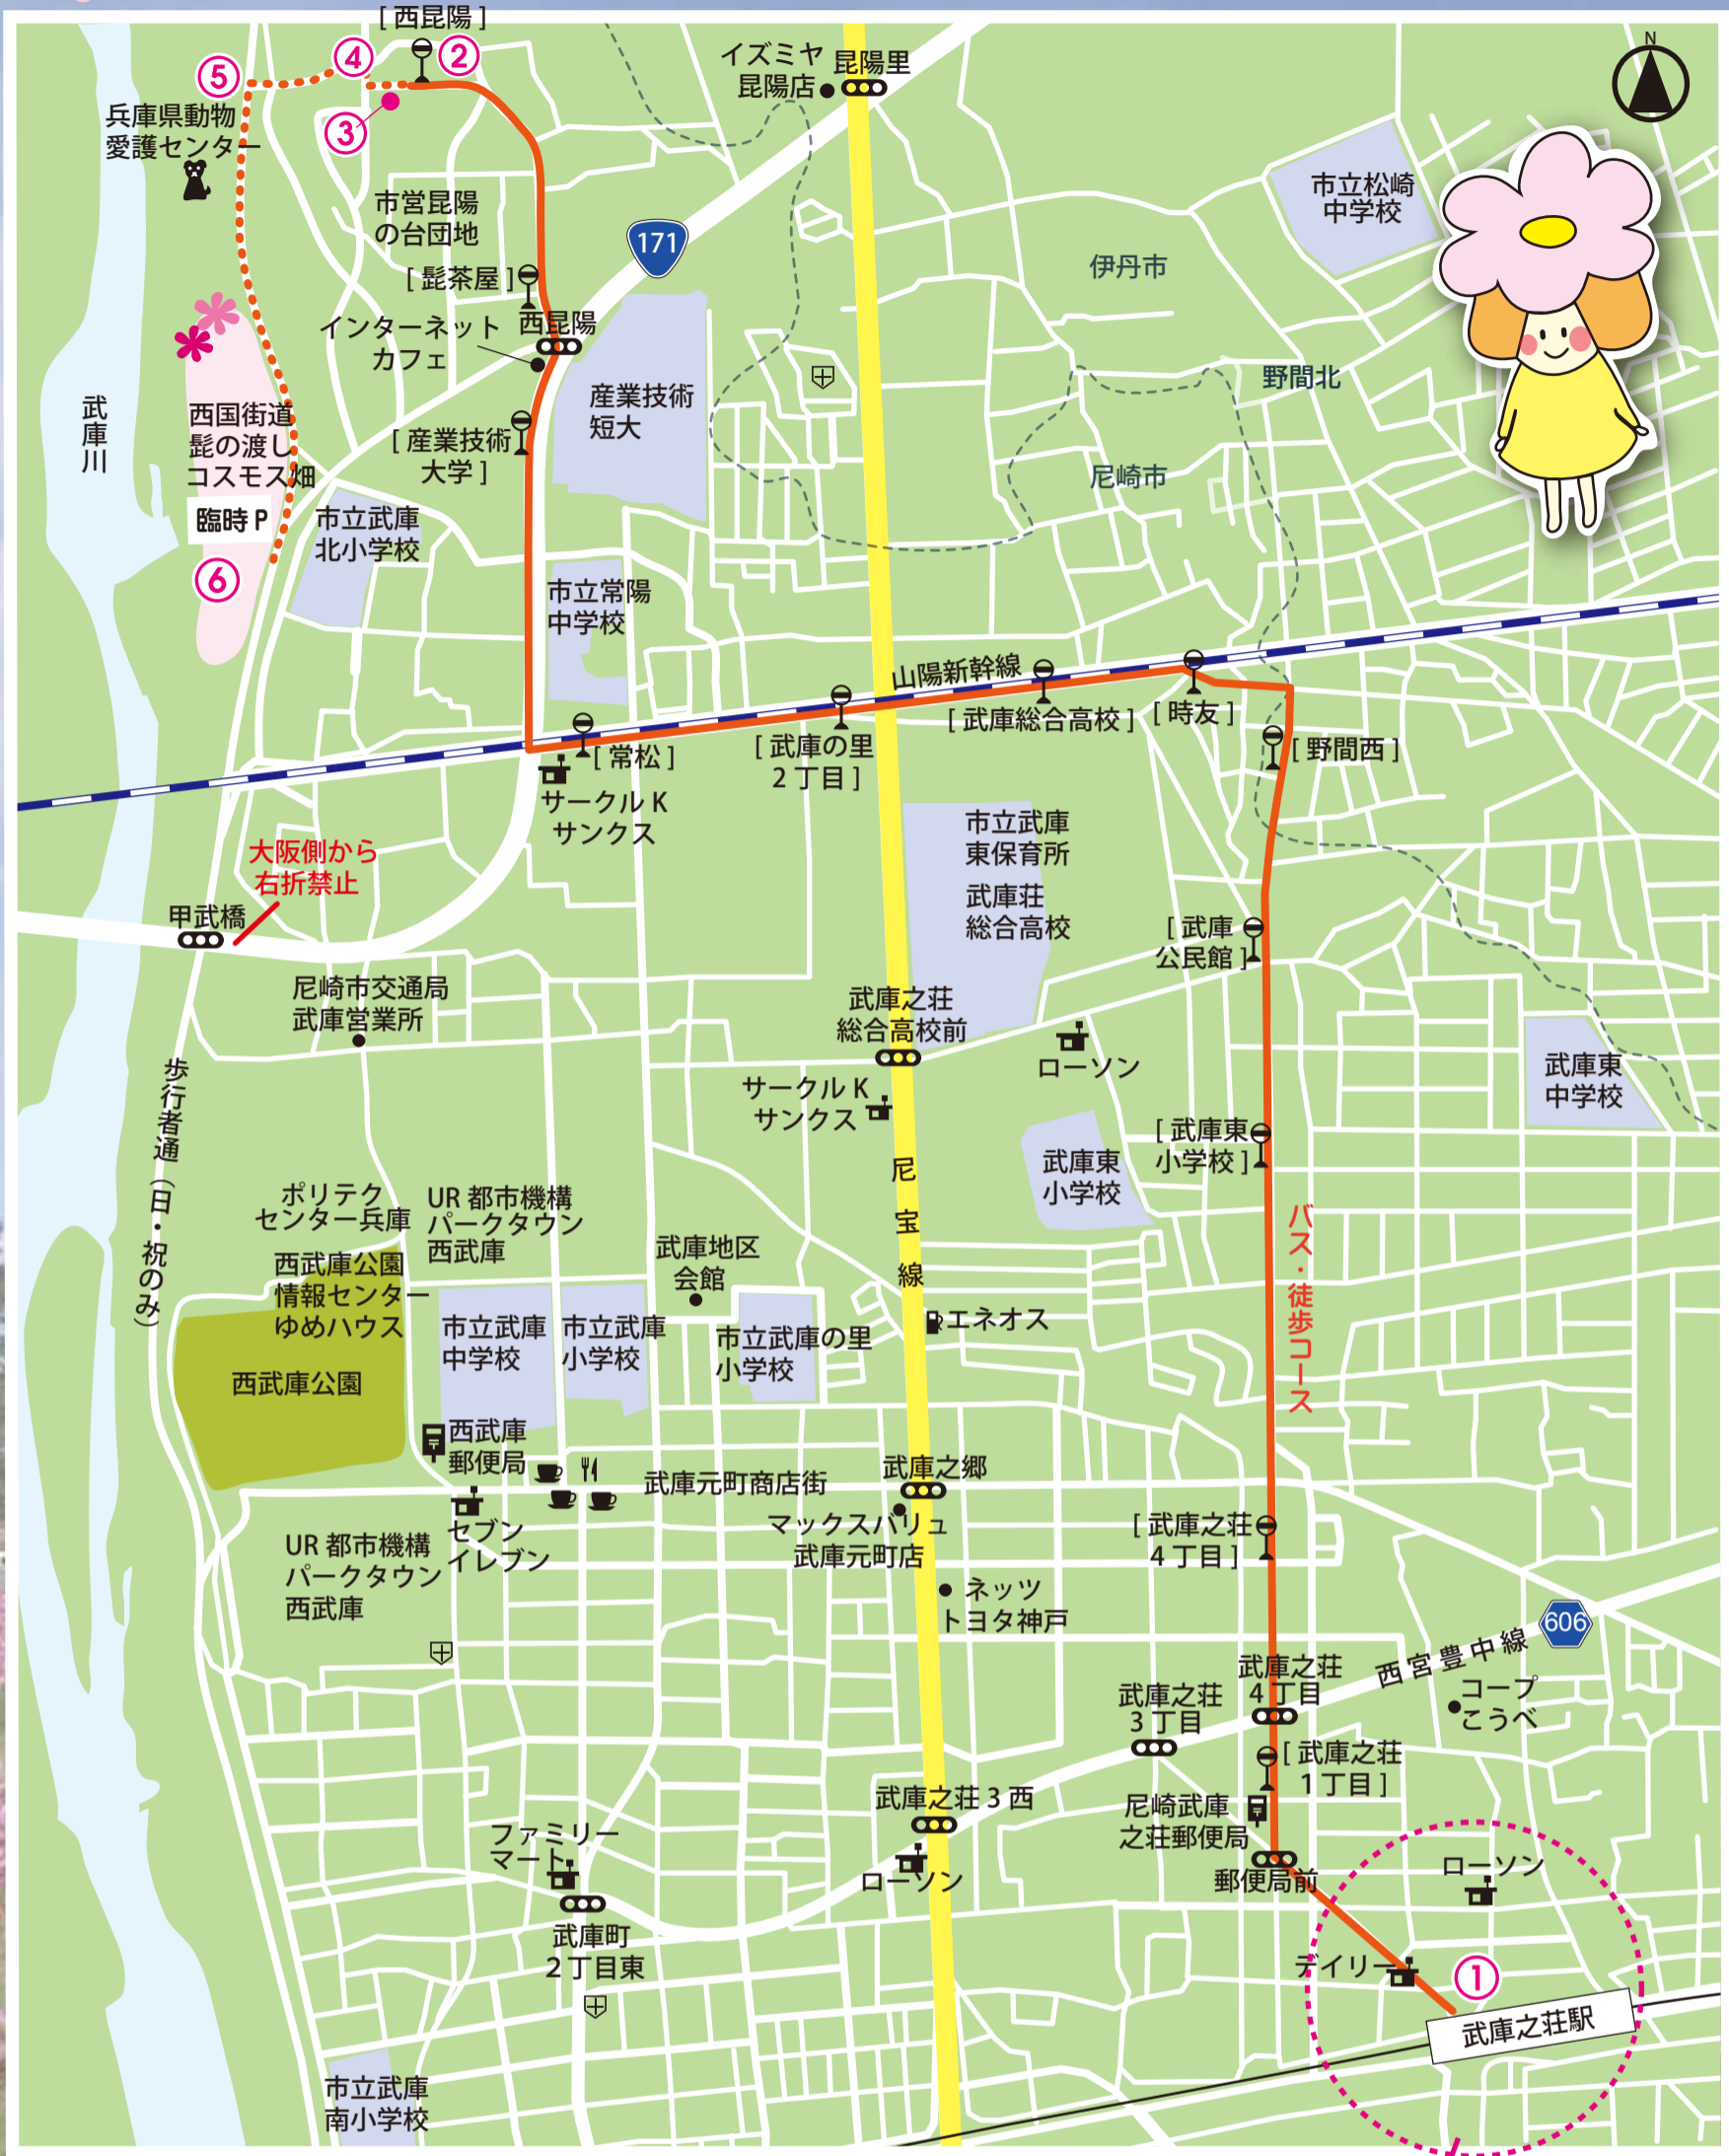 [ 西昆陽 ]
④
②
⑤
③
兵庫県動物
愛護センター
イズミヤ
昆陽店
昆陽里
N
市立松崎
中学校
市営昆陽
の台団地
171
[ 髭茶屋 ]
伊丹市
インターネット
カフェ
西昆陽
産業技術
短大
野間北
武庫川
西国街道
髭の渡し
コスモス畑
[ 産業技術
大学 ]
尼崎市
臨時 P
市立武庫
北小学校
⑥
市立常陽
中学校
山陽新幹線
[ 武庫総合高校 ]
[ 時友 ]
[ 常松 ]
[ 武庫の里
2 丁目 ]
[ 野間西 ]
サークル K
サンクス
市立武庫
東保育所
大阪側から
右折禁止
武庫荘
総合高校
甲武橋
[ 武庫
公民館 ]
尼崎市交通局
武庫営業所
武庫之荘
総合高校前
ローソン
武庫東
中学校
歩行者通（日・祝のみ）
サークル K
サンクス
[ 武庫東
小学校 ]
武庫東
小学校
尼宝線
ポリテク
センター兵庫
UR 都市機構
パークタウン
西武庫
バス・徒歩コース
武庫地区
会館
西武庫公園
情報センター
ゆめハウス
エネオス
市立武庫
中学校
市立武庫
小学校
市立武庫の里
小学校
西武庫公園
西武庫
郵便局
武庫元町商店街
武庫之郷
マックスバリュ
武庫元町店
[ 武庫之荘
4 丁目 ]
セブン
イレブン
UR 都市機構
パークタウン
西武庫
ネッツ
トヨタ神戸
606
西宮豊中線
武庫之荘
4 丁目
武庫之荘
3 丁目
コープ
こうべ
[ 武庫之荘
1 丁目 ]
武庫之荘 3 西
尼崎武庫
之荘郵便局
ファミリー
マート
ローソン
郵便局前
ローソン
武庫町
2 丁目東
デイリー
①
武庫之荘駅
市立武庫
南小学校